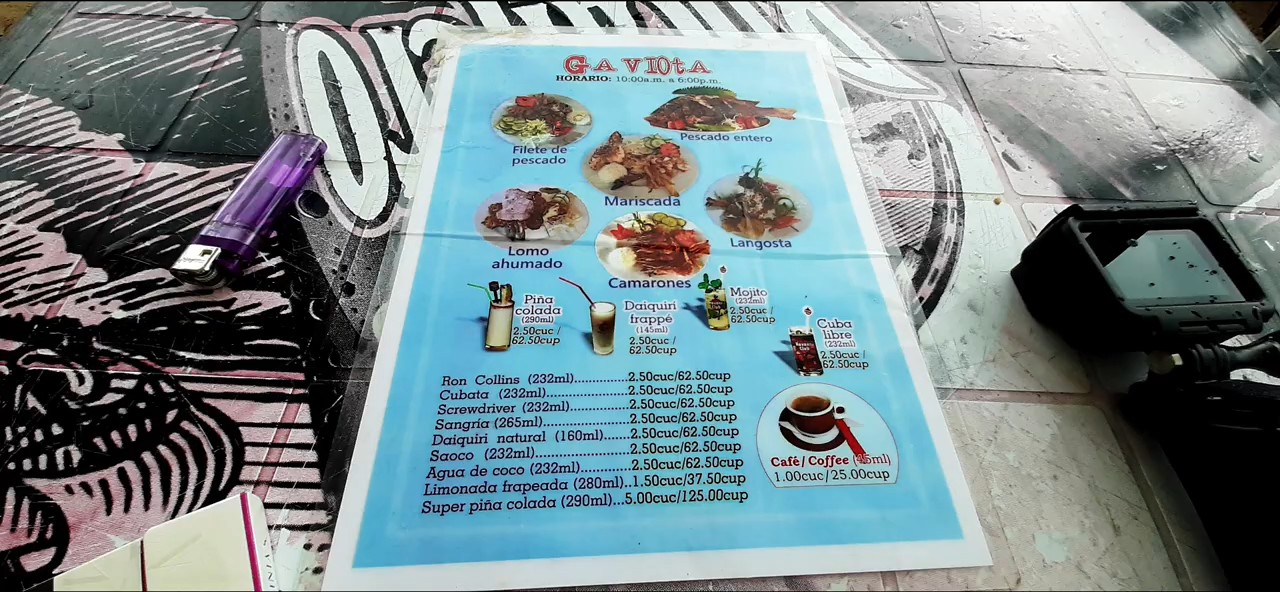 GAVIOtA
HORARIO: 10:00a.m. a 6:00p.m.
Filete de
pescado
Pescado entero
Mariscada
Lomo
ahumado
Langosta
Camarones
Piña
colada
(290ml)
2.50cuc /
62.50cup
Daiquirí
frappé
(145ml)
2.50cuc /
62.50cup
Mojito
(232ml)
2.50cuc /
62.50cup
Cuba
libre
(232ml)
2.50cuc /
62.50cup
Ron Collins (232ml)..............2.50cuc/62.50cup
Cubata (232ml)......................2.50cuc/62.50cup
Screwdriver (232ml)...............2.50cuc/62.50cup
Sangría (265ml).....................2.50cuc/62.50cup
Daiquiri natural (160ml).......2.50cuc/62.50cup
Saoco (232ml).......................2.50cuc/62.50cup
Agua de coco (232ml)............2.50cuc/62.50cup
Limonada frapeada (280ml)..1.50cuc/37.50cup
Super piña colada (290ml)...5.00cuc/125.00cup
Café/Coffee (45ml)
1.00cuc/25.00cup